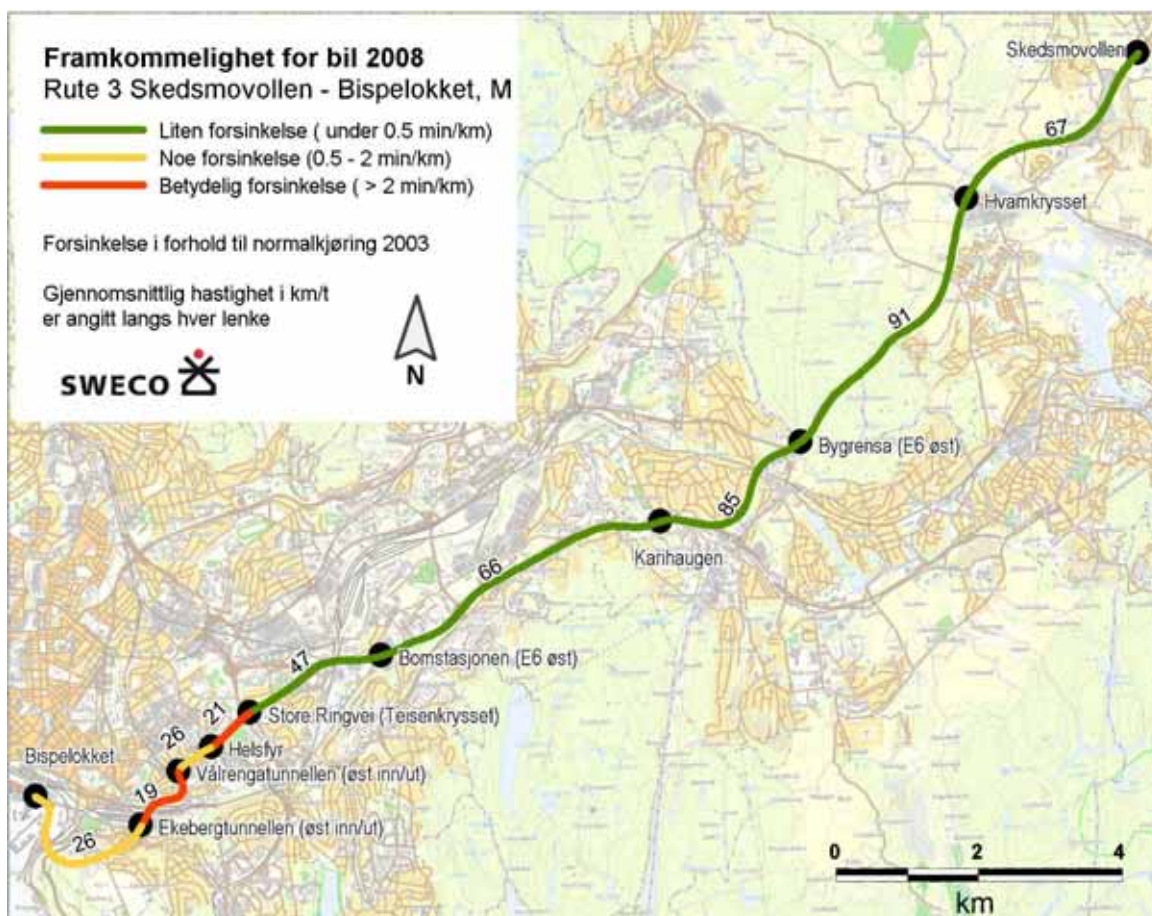 Framkommelighet for bil 2008
Rute 3 Skedsmovollen - Bispelokket, M
Liten forsinkelse ( under 0.5 min/km)
Noe forsinkelse (0.5 - 2 min/km)
Betydelig forsinkelse ( > 2 min/km)
Forsinkelse i forhold til normalkjøring 2003
Gjennomsnittlig hastighet i km/t
er angitt langs hver lenke
SWECO
N
Skedsmovolllen
67
Hvamkrysset
91
Bygrensa (E6 øst)
85
Karihaugen
66
Bomstasjonen (E6 øst)
47
Store Ringvei (Teisenkrysset)
21
Helsfyr
26
Vålrengatunnellen (øst inn/ut)
19
Ekebergtunnellen (øst inn/ut)
26
Bispelokket
0 2 4
km